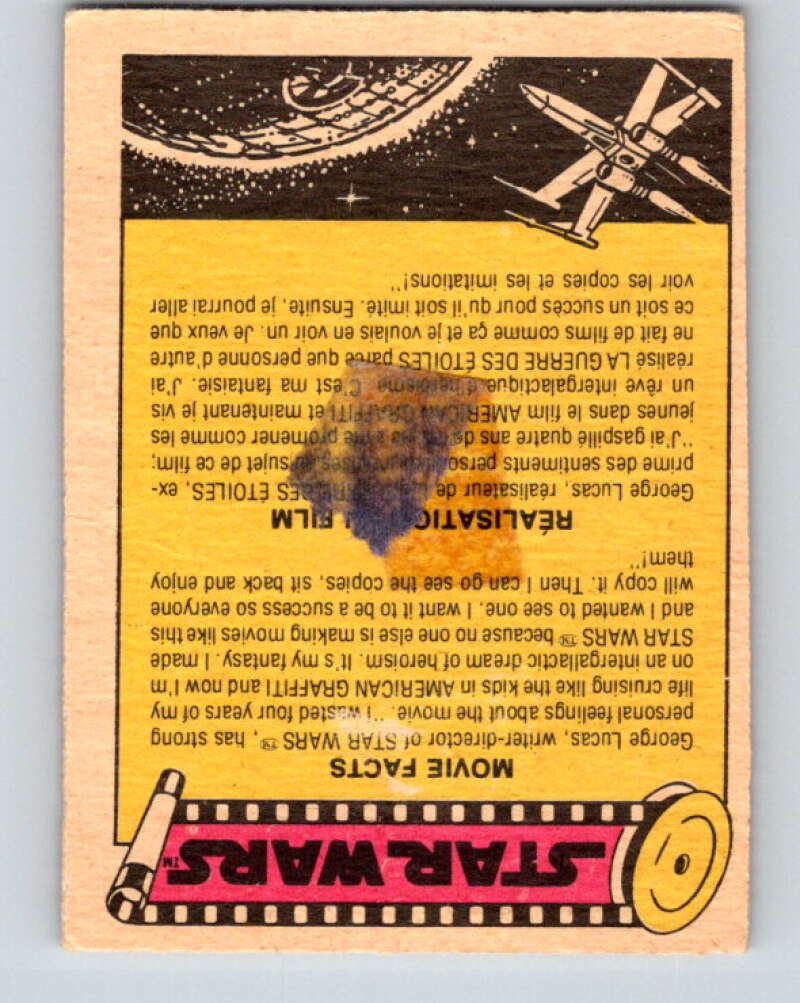 STAR WARS™
MOVIE FACTS
George Lucas, writer-director of STAR WARS™, has strong
personal feelings about the movie. "I wasted four years of my
life cruising like the kids in AMERICAN GRAFFITI and now I'm
on an intergallactic dream of heroism. It's my fantasy. I made
STAR WARS™ because no one else is making movies like this
and I wanted to see one. I want it to be a success so everyone
will copy it. Then I can go see the copies, sit back and enjoy
them!"
RÉALISATION FILM
George Lucas, réalisateur de DES ÉTOILES, ex-
prime des sentiments au sujet de ce film;
"J'ai gaspillé quatre ans de à me promener comme les
jeunes dans le film AMERICAN GRAFFITI et maintenant je vis
un rêve intergalactique d'héroisme. C'est ma fantaisie. J'ai
réalisé LA GUERRE DES ÉTOILES parce que personne d'autre
ne fait de films comme ça et je voulais en voir un. Je veux que
ce soit un succès pour qu'il soit imité. Ensuite, je pourrai aller
voir les copies et les imitations!"